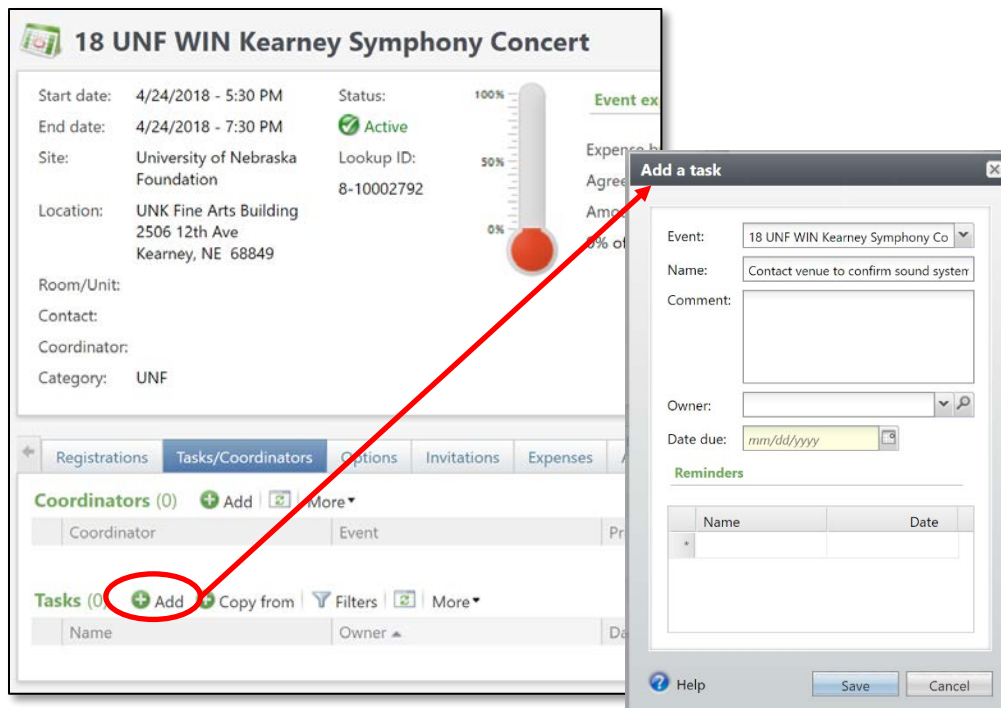 18 UNF WIN Kearney Symphony Concert
Start date: 4/24/2018 - 5:30 PM
End date: 4/24/2018 - 7:30 PM
Site: University of Nebraska
Foundation
Location: UNK Fine Arts Building
2506 12th Ave
Kearney, NE 68849
Room/Unit:
Contact:
Coordinator:
Category: UNF
Status:
Active
Lookup ID:
8-10002792
100%
50%
0%
Event ex
Expense b
Agree
Amo
% of
Registrations Tasks/Coordinators Options Invitations Expenses
Coordinators (0) Add More
Coordinator Event Pr
Tasks (0) Add Copy from Filters More
Name Owner Da
Add a task
Event: 18 UNF WIN Kearney Symphony Co
Name: Contact venue to confirm sound system
Comment:
Owner:
Date due: mm/dd/yyyy
Reminders
Name Date
*
Help Save Cancel